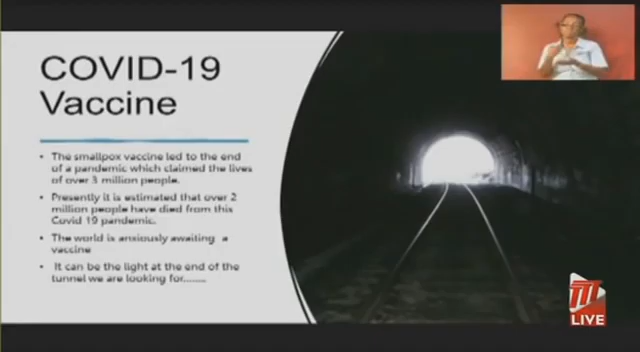 COVID-19
Vaccine
• The smallpox vaccine led to the end
of a pandemic which claimed the lives
of over 3 million people.
• Presently it is estimated that over 2
million people have died from this
Covid 19 pandemic.
• The world is anxiously awaiting a
vaccine
• It can be the light at the end of the
tunnel we are looking for.......
LIVE